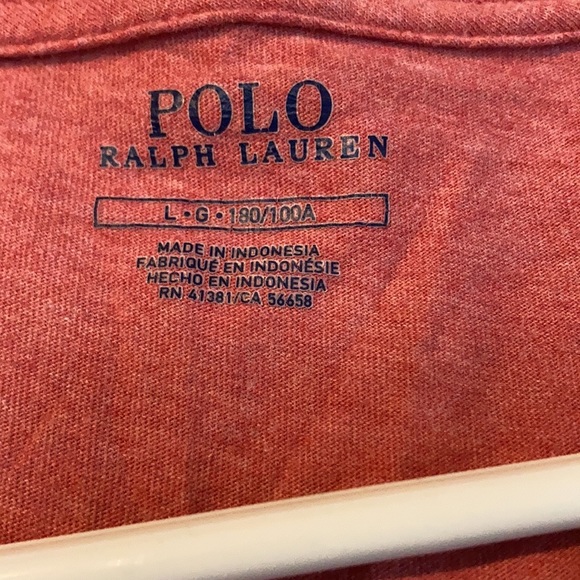 POLO
RALPH LAUREN
L • G • 180/100A
MADE IN INDONESIA
FABRIQUÉ EN INDONÉSIE
HECHO EN INDONESIA
RN 41381/CA 56658